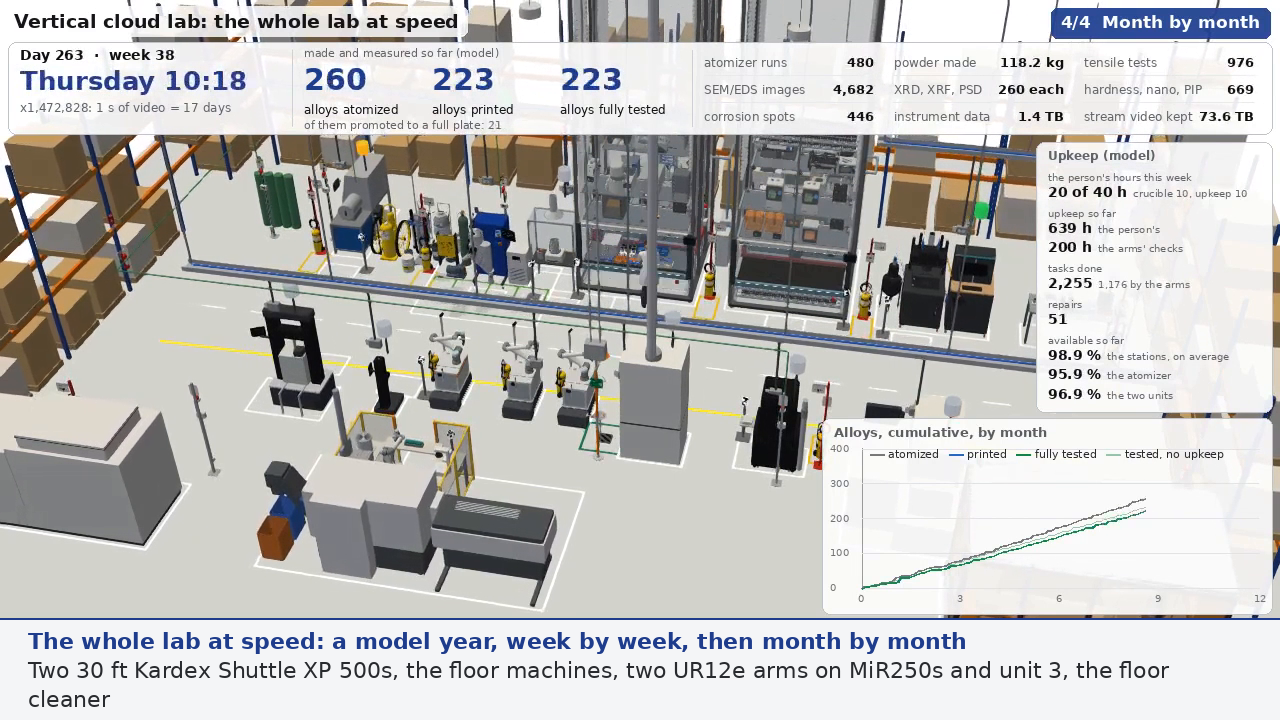 Vertical cloud lab: the whole lab at speed
4/4 Month by month
Day 263 · week 38
Thursday 10:18
x1,472,828: 1 s of video = 17 days
made and measured so far (model)
260 223 223
alloys atomized alloys printed alloys fully tested
of them promoted to a full plate: 21
atomizer runs 480 powder made 118.2 kg tensile tests 976
SEM/EDS images 4,682 XRD, XRF, PSD 260 each hardness, nano, PIP 669
corrosion spots 446 instrument data 1.4 TB stream video kept 73.6 TB
Upkeep (model)
the person's hours this week
20 of 40 h crucible 10, upkeep 10
upkeep so far
639 h the person's
200 h the arms' checks
tasks done
2,255 1,176 by the arms
repairs
51
available so far
98.9 % the stations, on average
95.9 % the atomizer
96.9 % the two units
Alloys, cumulative, by month
400
atomized printed fully tested tested, no upkeep
300
200
100
0
0 3 6 9 12
The whole lab at speed: a model year, week by week, then month by month
Two 30 ft Kardex Shuttle XP 500s, the floor machines, two UR12e arms on MiR250s and unit 3, the floor
cleaner